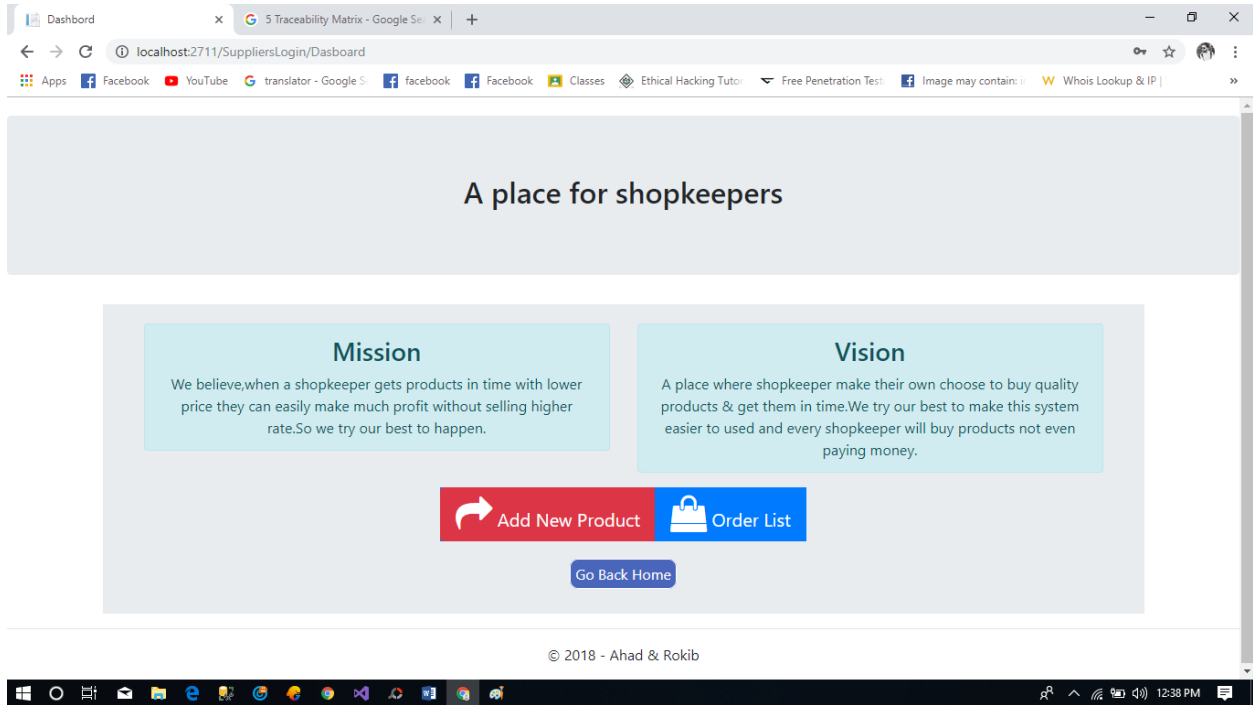 Dashbord
5 Traceability Matrix - Google Se
localhost:2711/SuppliersLogin/Dasboard
Apps Facebook YouTube translator - Google S facebook Facebook Classes Ethical Hacking Tutor Free Penetration Test Image may contain: Whois Lookup & IP |
A place for shopkeepers
Mission
We believe,when a shopkeeper gets products in time with lower
price they can easily make much profit without selling higher
rate.So we try our best to happen.
Vision
A place where shopkeeper make their own choose to buy quality
products & get them in time.We try our best to make this system
easier to used and every shopkeeper will buy products not even
paying money.
Add New Product
Order List
Go Back Home
© 2018 - Ahad & Rokib
12:38 PM